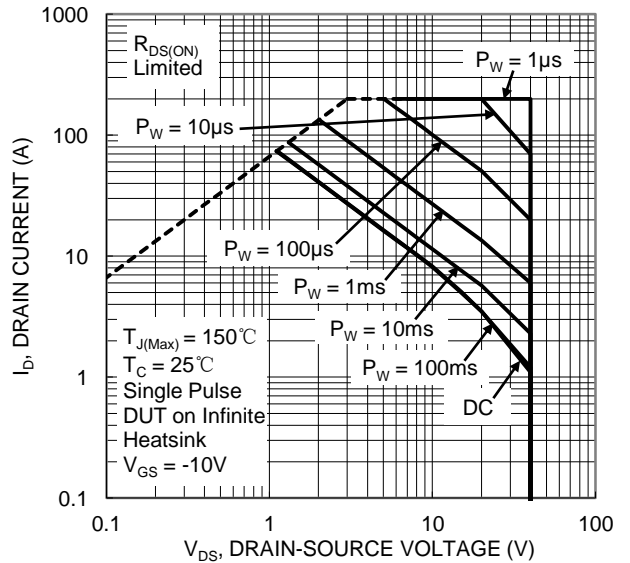 1000
R_DS(ON)
Limited
P_W = 1µs
P_W = 10µs
100
P_W = 100µs
10
P_W = 1ms
P_W = 10ms
P_W = 100ms
DC
T_J(Max) = 150℃
T_C = 25℃
Single Pulse
DUT on Infinite
Heatsink
V_GS = -10V
1
0.1
0.1
1
10
100
I_D, DRAIN CURRENT (A)
V_DS, DRAIN-SOURCE VOLTAGE (V)